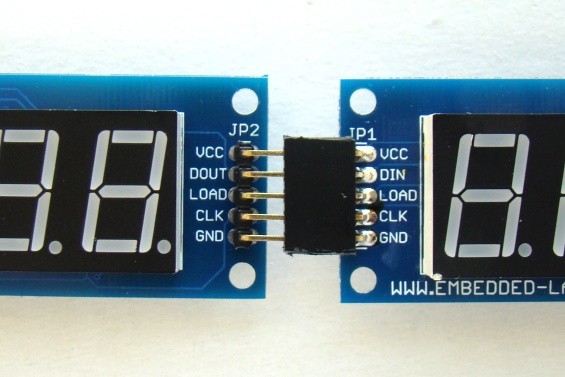 JP2
VCC
DOUT
LOAD
CLK
GND
JP1
VCC
DIN
LOAD
CLK
GND
WWW.EMBEDDED-LA